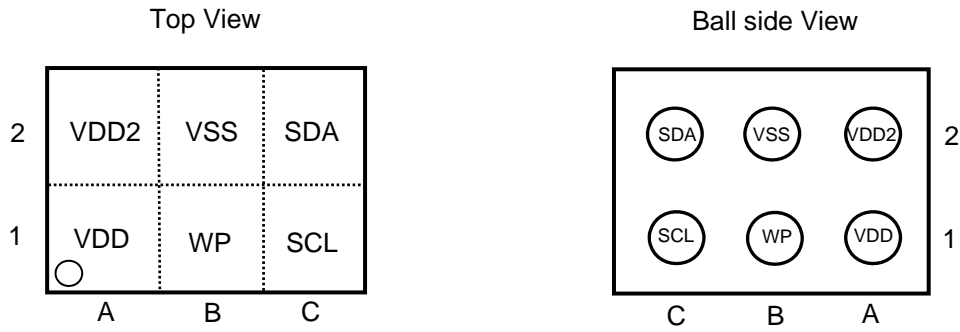 Top View
2 VDD2 VSS SDA
1 VDD WP SCL
A B C
Ball side View
SDA VSS VDD2 2
SCL WP VDD 1
C B A